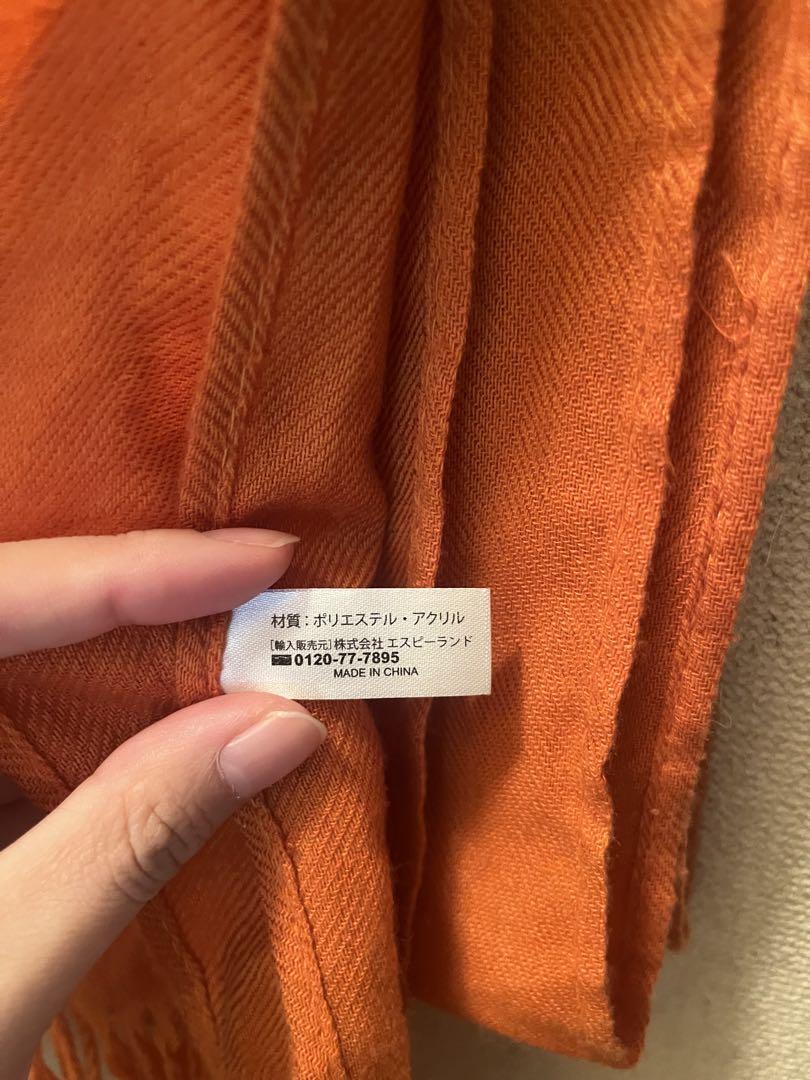 材質：ポリエステル・アクリル
［輸入販売元］株式会社 エスピーランド
☎0120-77-7895
MADE IN CHINA